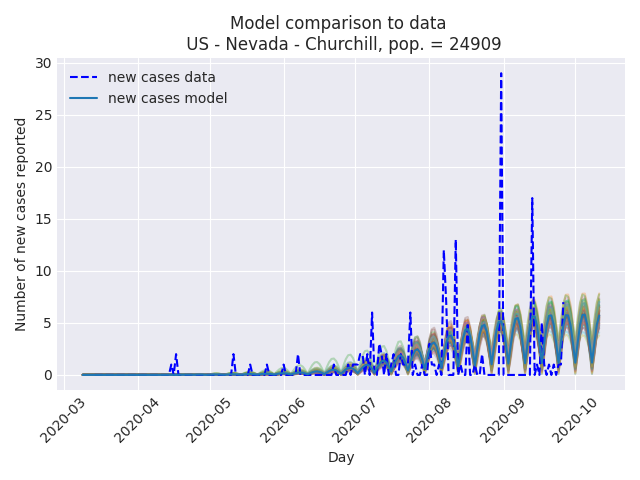 Model comparison to data
US - Nevada - Churchill, pop. = 24909
new cases data
new cases model
Number of new cases reported
30
25
20
15
10
5
0
2020-03
2020-04
2020-05
2020-06
2020-07
2020-08
2020-09
2020-10
Day